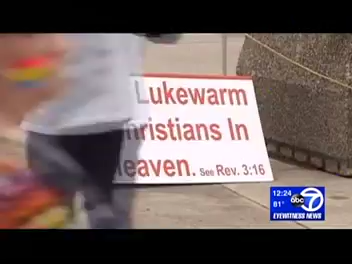 Lukewarm
hristians In
eaven. See Rev. 3:16
12:24
81°
abc 7
EYEWITNESS NEWS